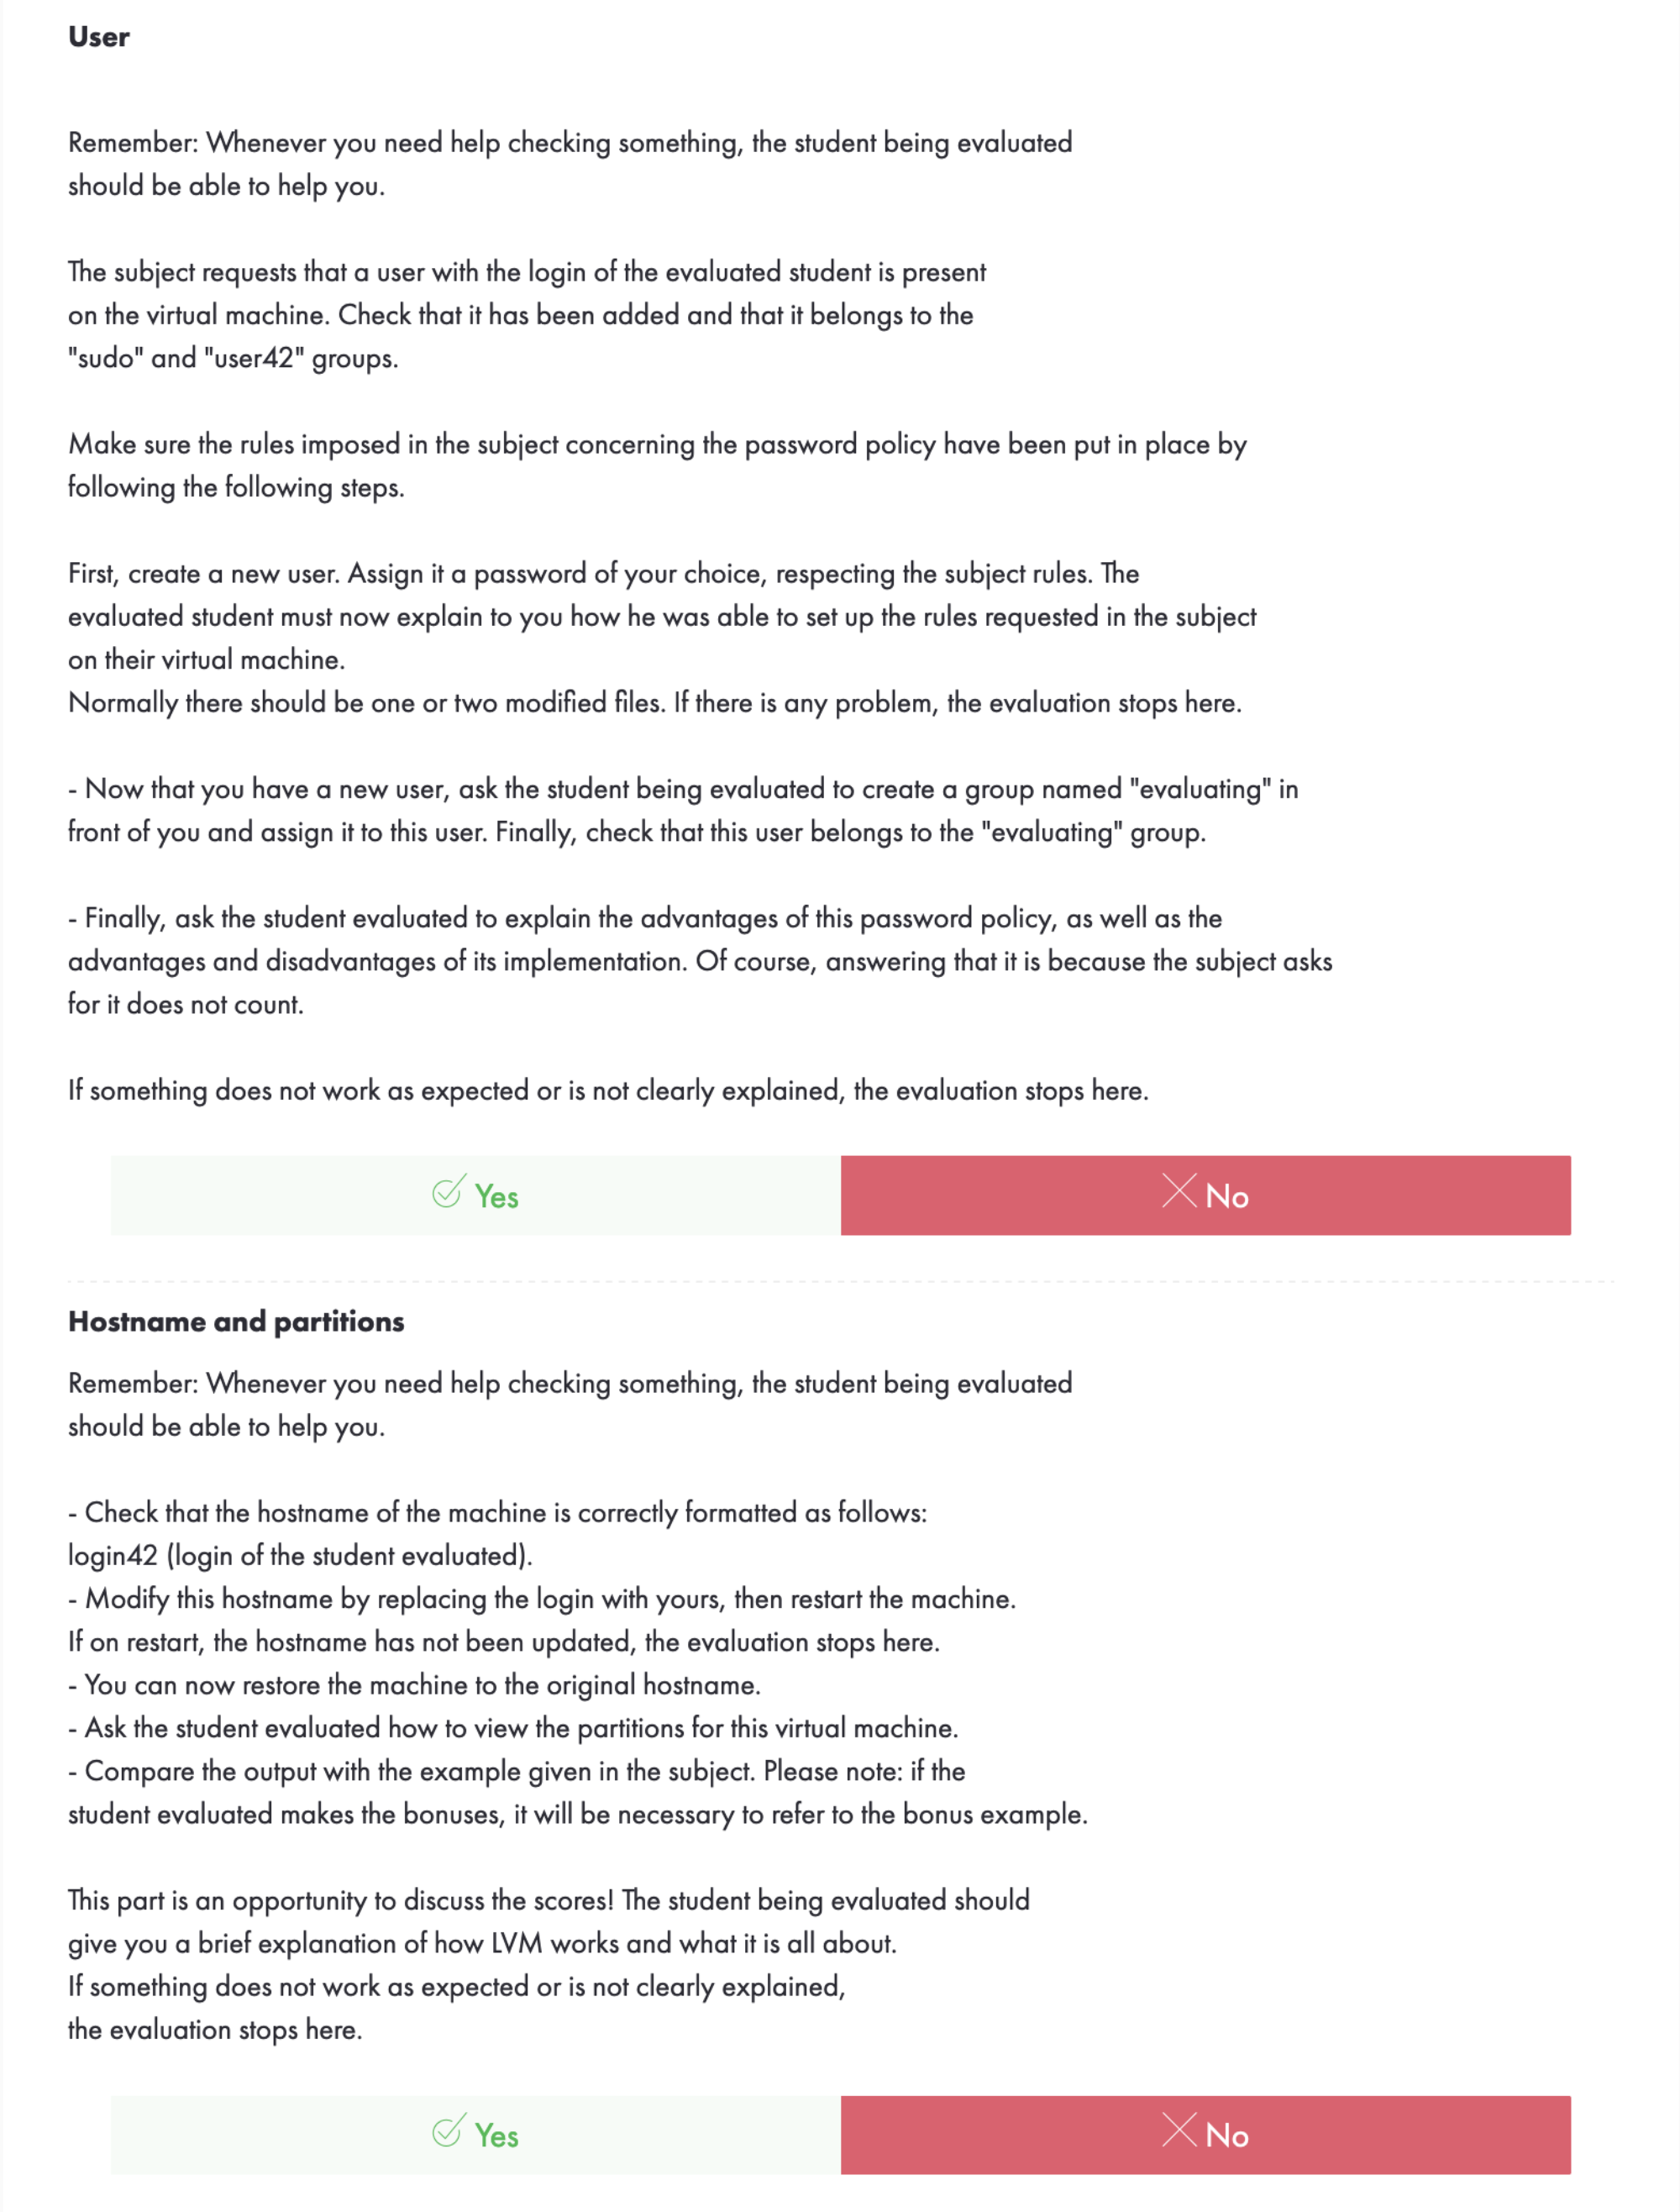 User
Remember: Whenever you need help checking something, the student being evaluated
should be able to help you.
The subject requests that a user with the login of the evaluated student is present
on the virtual machine. Check that it has been added and that it belongs to the
"sudo" and "user42" groups.
Make sure the rules imposed in the subject concerning the password policy have been put in place by
following the following steps.
First, create a new user. Assign it a password of your choice, respecting the subject rules. The
evaluated student must now explain to you how he was able to set up the rules requested in the subject
on their virtual machine.
Normally there should be one or two modified files. If there is any problem, the evaluation stops here.
- Now that you have a new user, ask the student being evaluated to create a group named "evaluating" in
front of you and assign it to this user. Finally, check that this user belongs to the "evaluating" group.
- Finally, ask the student evaluated to explain the advantages of this password policy, as well as the
advantages and disadvantages of its implementation. Of course, answering that it is because the subject asks
for it does not count.
If something does not work as expected or is not clearly explained, the evaluation stops here.
Yes
No
Hostname and partitions
Remember: Whenever you need help checking something, the student being evaluated
should be able to help you.
- Check that the hostname of the machine is correctly formatted as follows:
login42 (login of the student evaluated).
- Modify this hostname by replacing the login with yours, then restart the machine.
If on restart, the hostname has not been updated, the evaluation stops here.
- You can now restore the machine to the original hostname.
- Ask the student evaluated how to view the partitions for this virtual machine.
- Compare the output with the example given in the subject. Please note: if the
student evaluated makes the bonuses, it will be necessary to refer to the bonus example.
This part is an opportunity to discuss the scores! The student being evaluated should
give you a brief explanation of how LVM works and what it is all about.
If something does not work as expected or is not clearly explained,
the evaluation stops here.
Yes
No